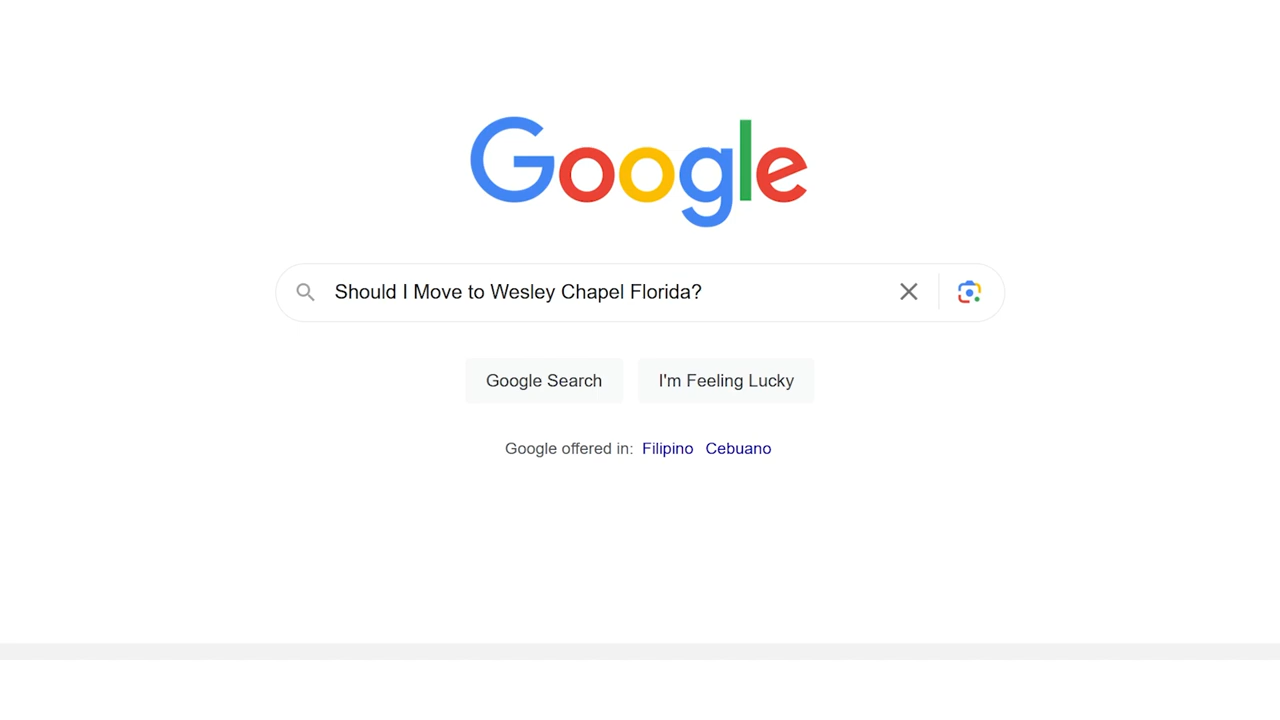 Google
Should I Move to Wesley Chapel Florida?
Google Search I'm Feeling Lucky
Google offered in: Filipino Cebuano